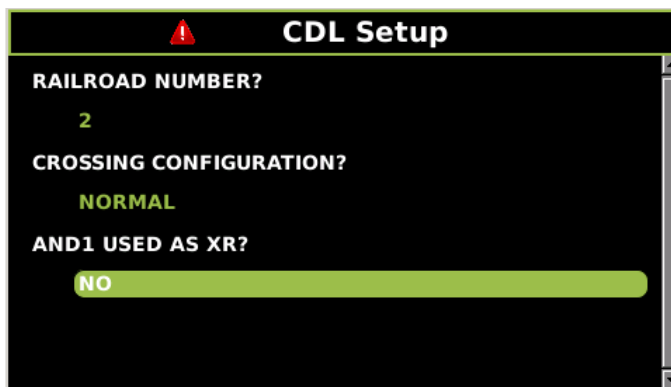 CDL Setup
RAILROAD NUMBER?
2
CROSSING CONFIGURATION?
NORMAL
AND1 USED AS XR?
NO